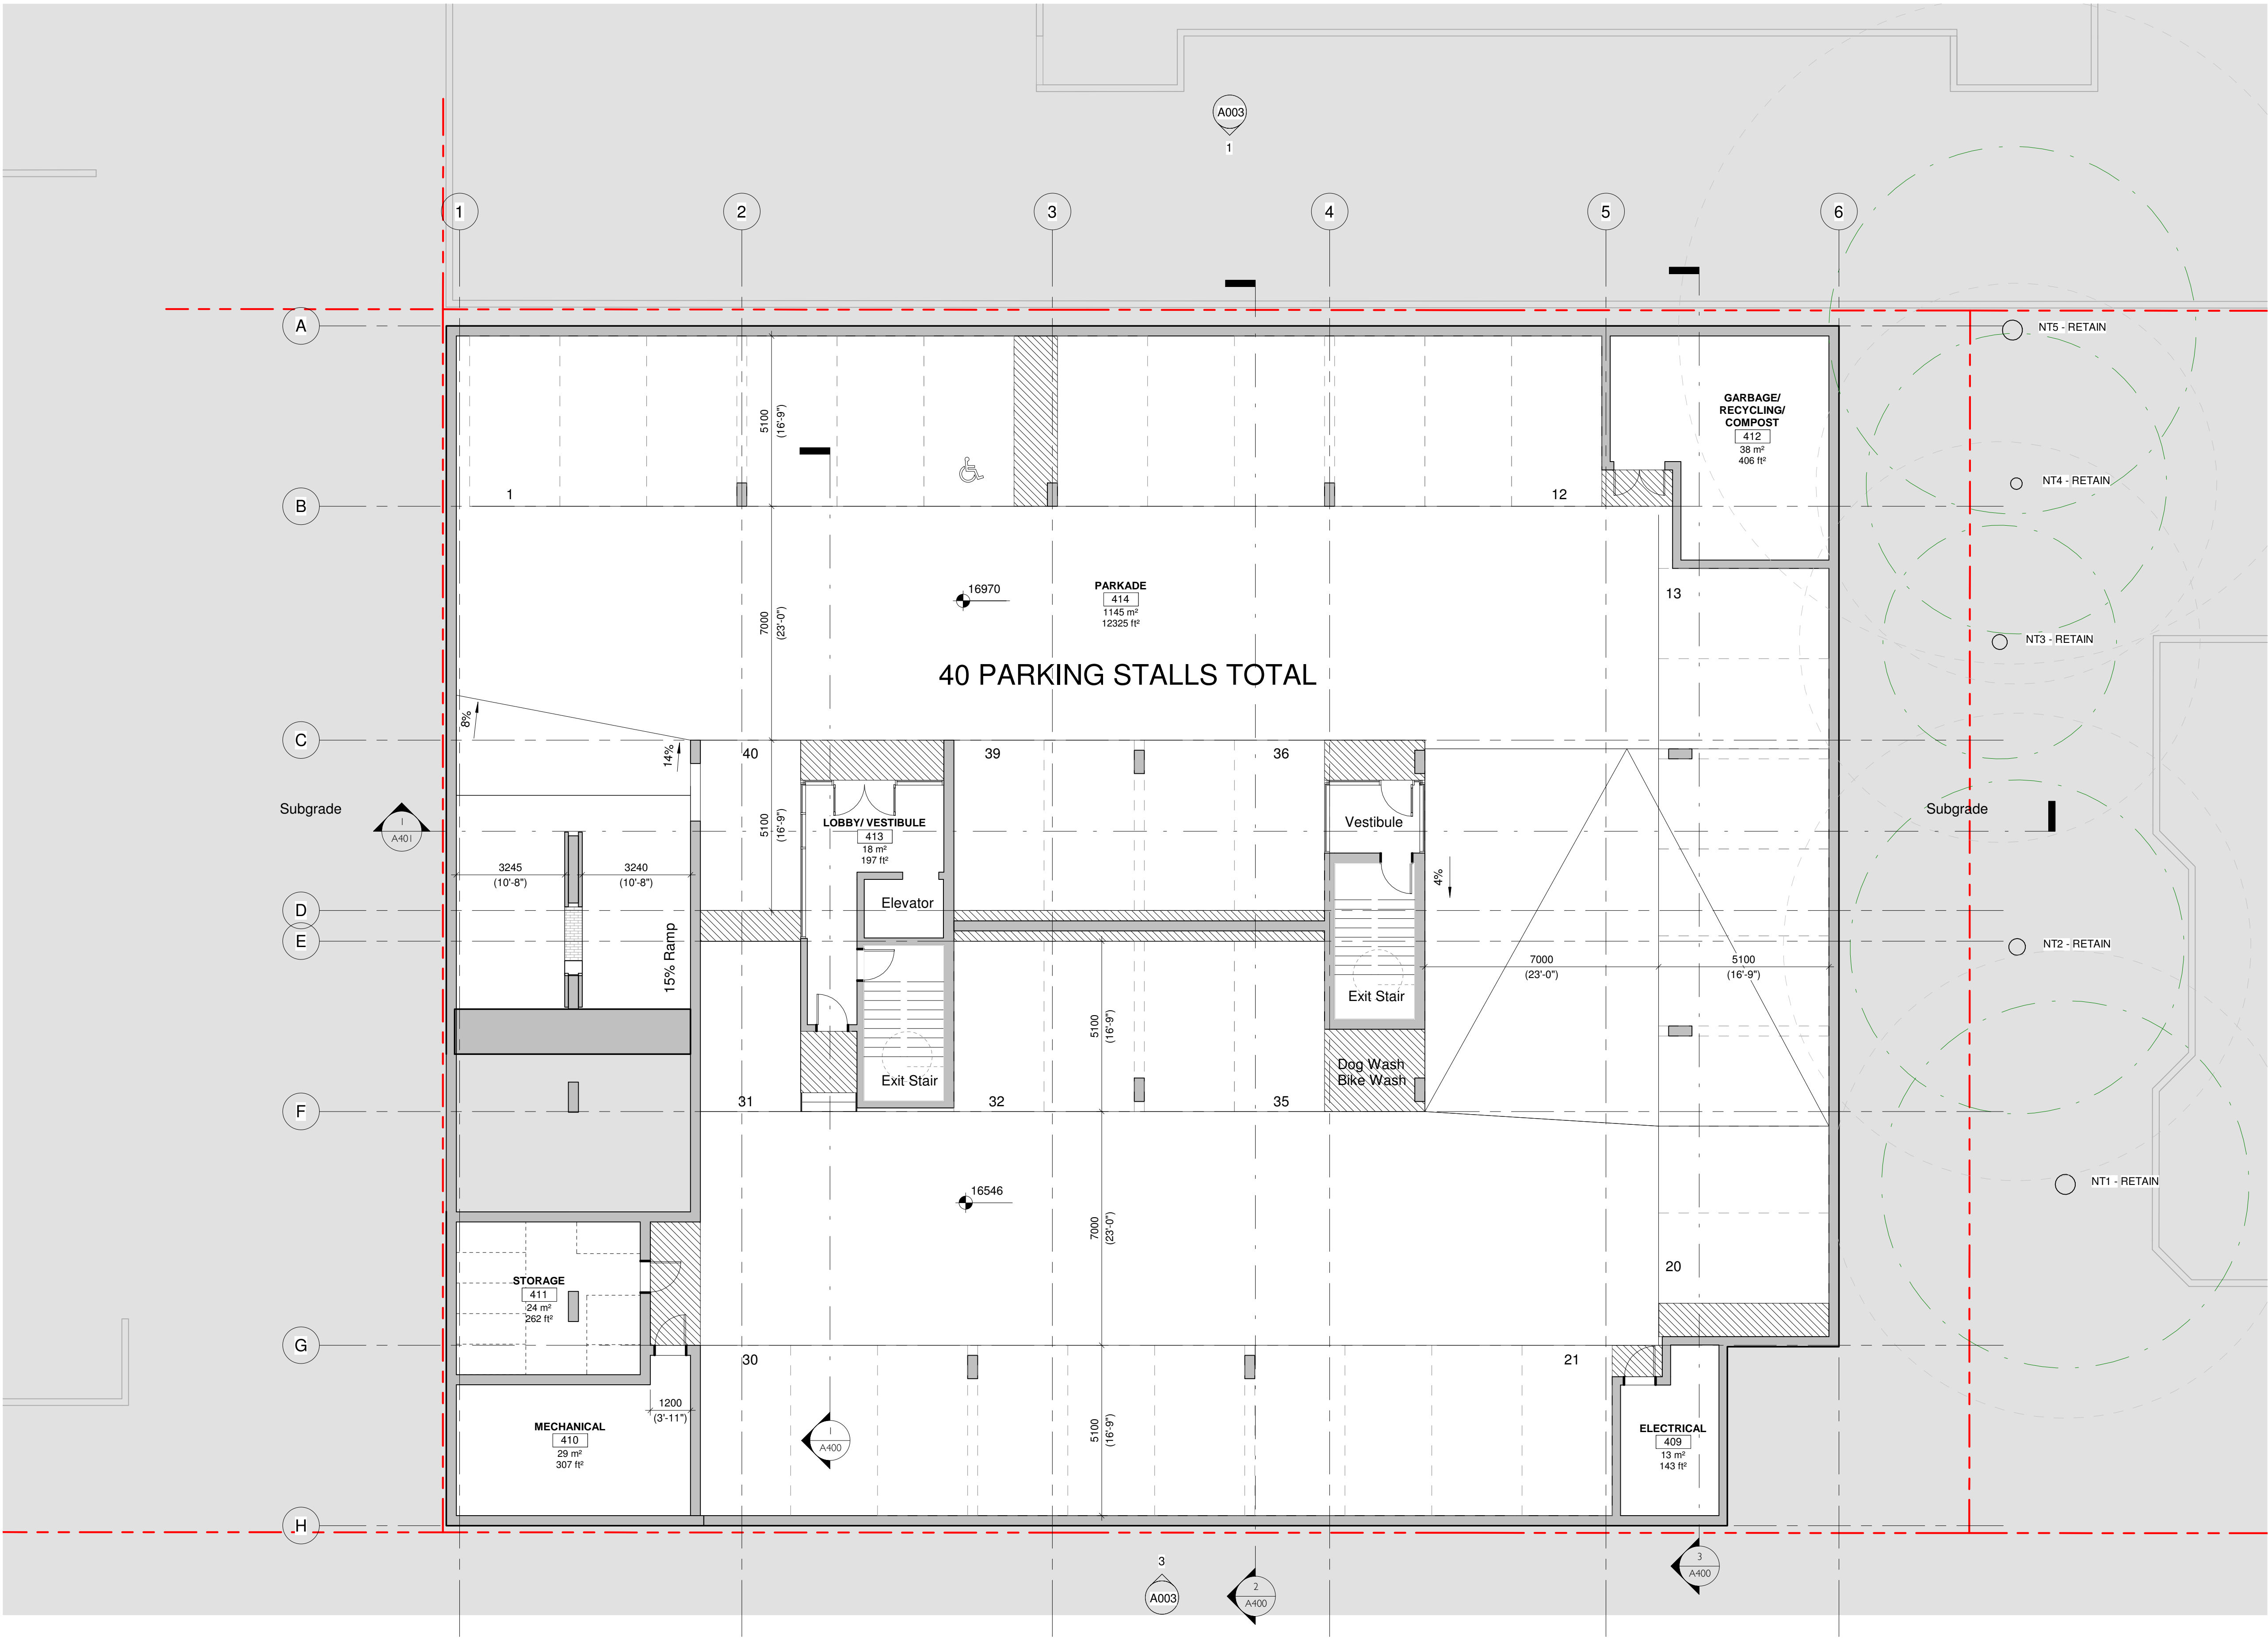 A003
1
1
2
3
4
5
6
A
NT5 - RETAIN
GARBAGE/
RECYCLING/
COMPOST
412
38 m²
406 ft²
5100
(16'-9")
NT4 - RETAIN
1
12
B
PARKADE
414
1145 m²
12325 ft²
16970
13
7000
(23'-0")
NT3 - RETAIN
40 PARKING STALLS TOTAL
8%
C
14%
40
39
36
Subgrade
1
A401
5100
(16'-9")
LOBBY/ VESTIBULE
413
18 m²
197 ft²
Vestibule
Subgrade
3245
(10'-8")
3240
(10'-8")
4%
D
Elevator
E
NT2 - RETAIN
15% Ramp
7000
(23'-0")
5100
(16'-9")
Exit Stair
5100
(16'-9")
Exit Stair
Dog Wash
Bike Wash
F
31
32
35
NT1 - RETAIN
16546
7000
(23'-0")
20
STORAGE
411
24 m²
262 ft²
G
30
21
1200
(3'-11")
MECHANICAL
410
29 m²
307 ft²
1
A400
5100
(16'-9")
ELECTRICAL
409
13 m²
143 ft²
H
3
A003
2
A400
3
A400